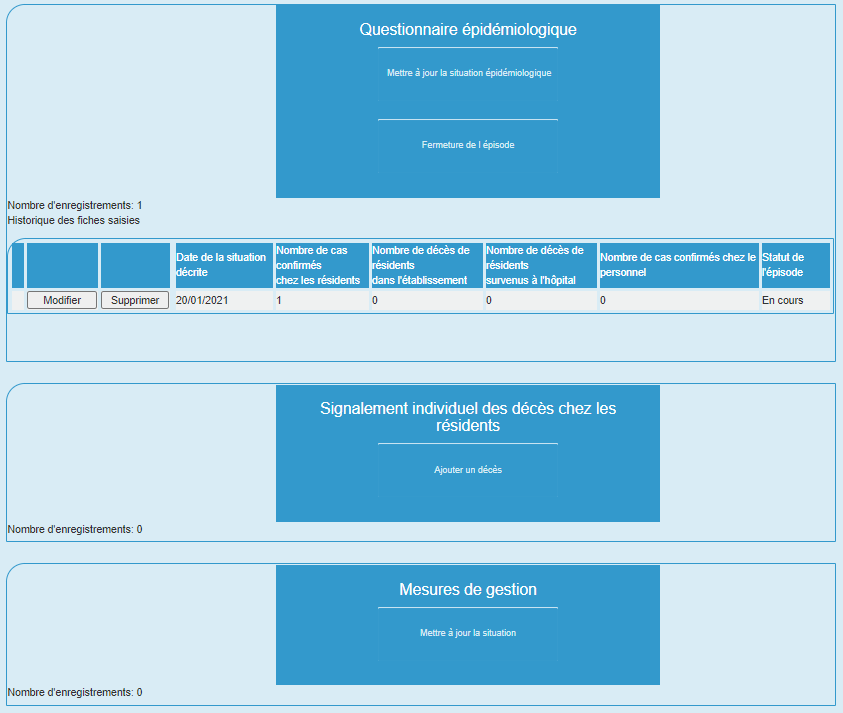 Questionnaire épidémiologique
Mettre à jour la situation épidémiologique
Fermeture de l épisode
Nombre d'enregistrements: 1
Historique des fiches saisies
Date de la situation
décrite
Nombre de cas
confirmés
chez les résidents
Nombre de décès de
résidents
dans l'établissement
Nombre de décès de
résidents
survenus à l'hôpital
Nombre de cas confirmés chez le
personnel
Statut de
l'épisode
Modifier Supprimer 20/01/2021 1 0 0 0 En cours
Signalement individuel des décès chez les
résidents
Ajouter un décès
Nombre d'enregistrements: 0
Mesures de gestion
Mettre à jour la situation
Nombre d'enregistrements: 0